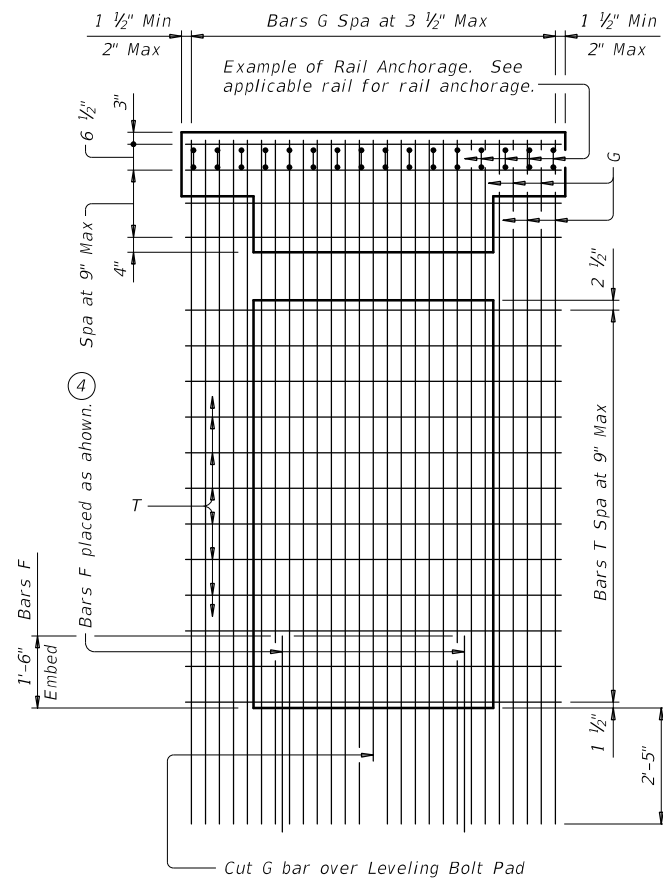 1 ½" Min
2" Max
Bars G Spa at 3 ½" Max
1 ½" Min
2" Max
Example of Rail Anchorage. See
applicable rail for rail anchorage.
3"
6 ½"
Spa at 9" Max
4"
G
2 ½"
Bars T Spa at 9" Max
1 ½"
2'-5"
4
Bars F placed as ahown.
T
Bars F
1'-6"
Embed
Cut G bar over Leveling Bolt Pad